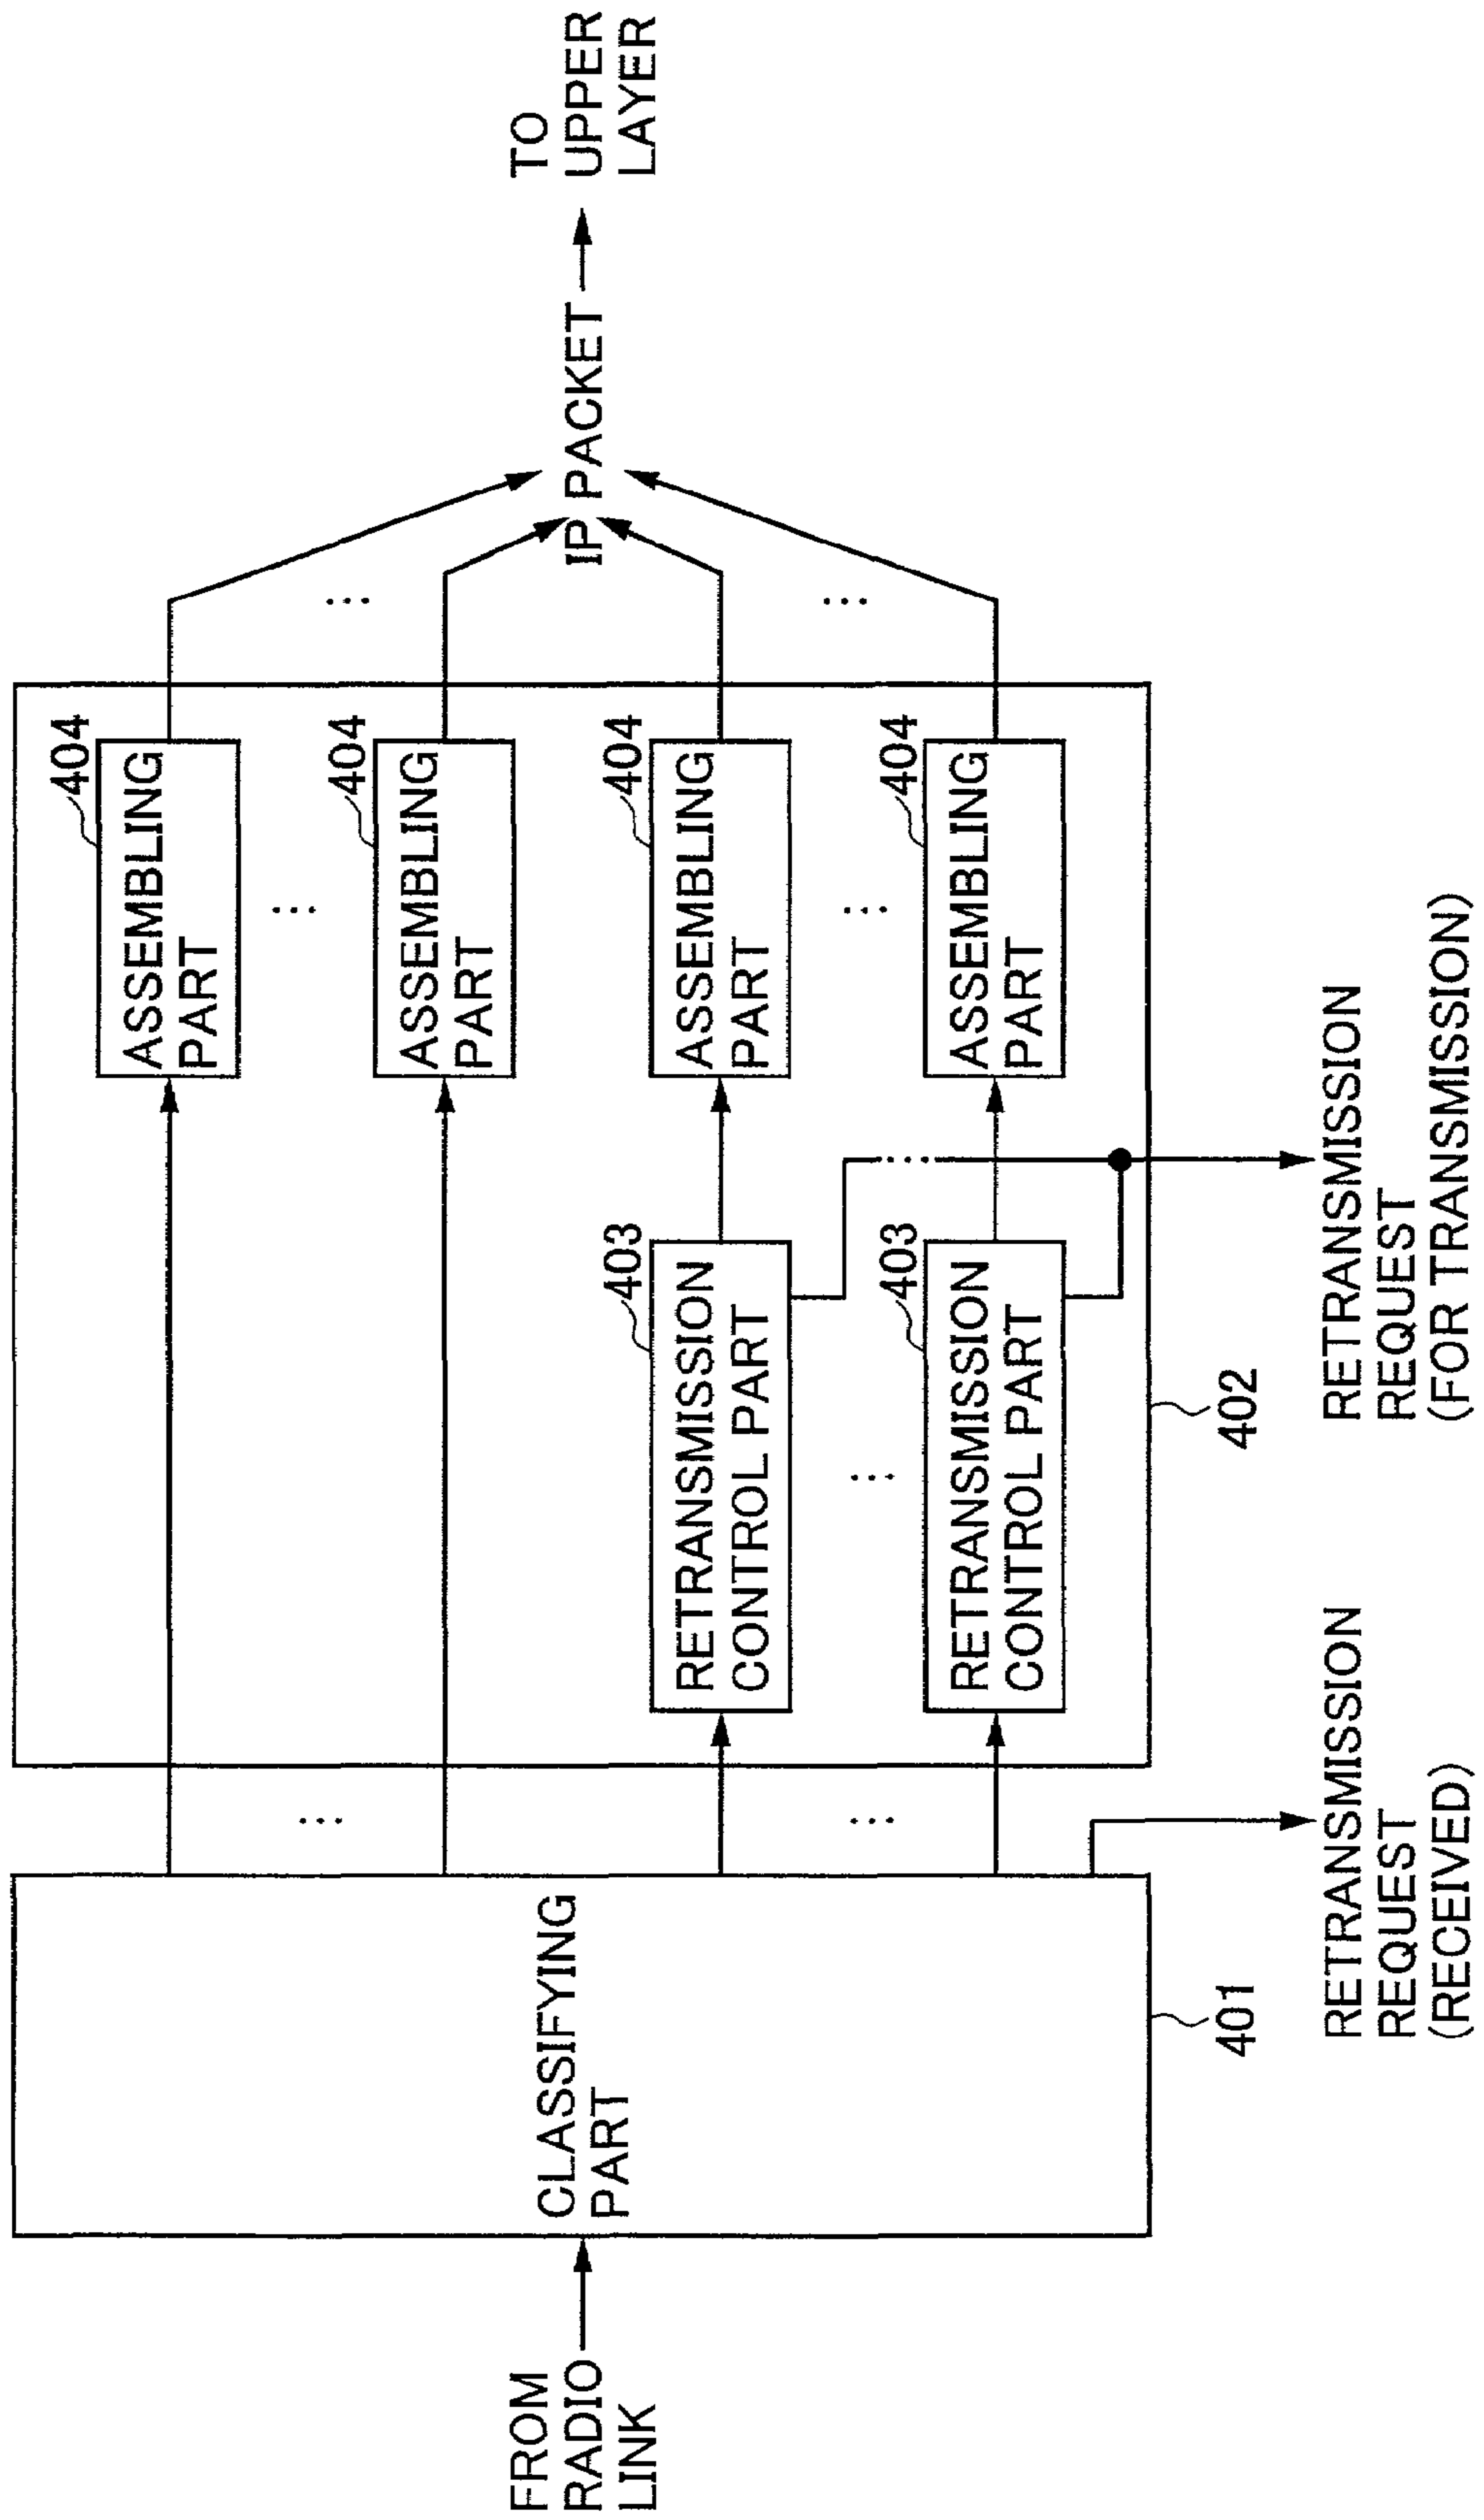 FROM
RADIO
LINK
CLASSIFYING
PART
401
RETRANSMISSION
REQUEST
(RECEIVED)
402
403
RETRANSMISSION
CONTROL PART
403
RETRANSMISSION
CONTROL PART
RETRANSMISSION
REQUEST
(FOR TRANSMISSION)
404
ASSEMBLING
PART
404
ASSEMBLING
PART
404
ASSEMBLING
PART
404
ASSEMBLING
PART
IP PACKET
TO
UPPER
LAYER